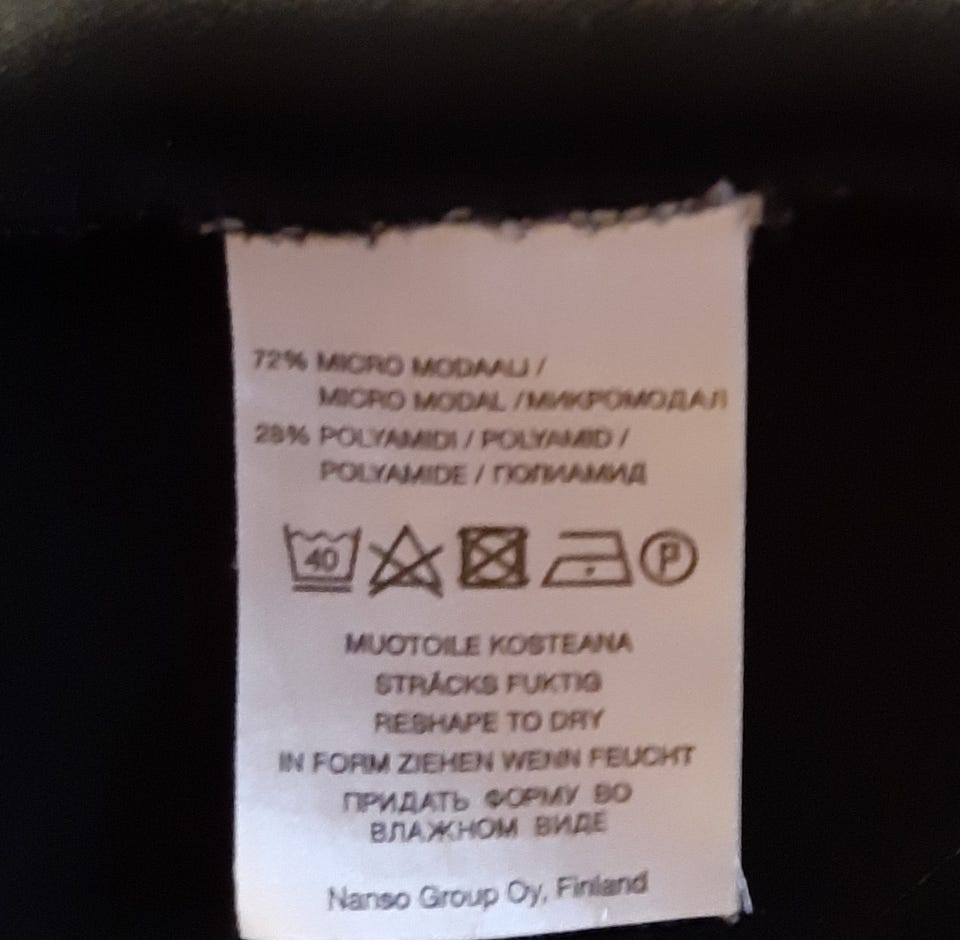 72% MICRO MODAALI /
MICRO MODAL / МИКРОМОДАЛ
28% POLYAMIDI / POLYAMID /
POLYAMIDE / ПОЛИАМИД
40 P
MUOTOILE KOSTEANA
STRÄCKS FUKTIG
RESHAPE TO DRY
IN FORM ZIEHEN WENN FEUCHT
ПРИДАТЬ ФОРМУ ВО
ВЛАЖНОМ ВИДЕ
Nanso Group Oy, Finland